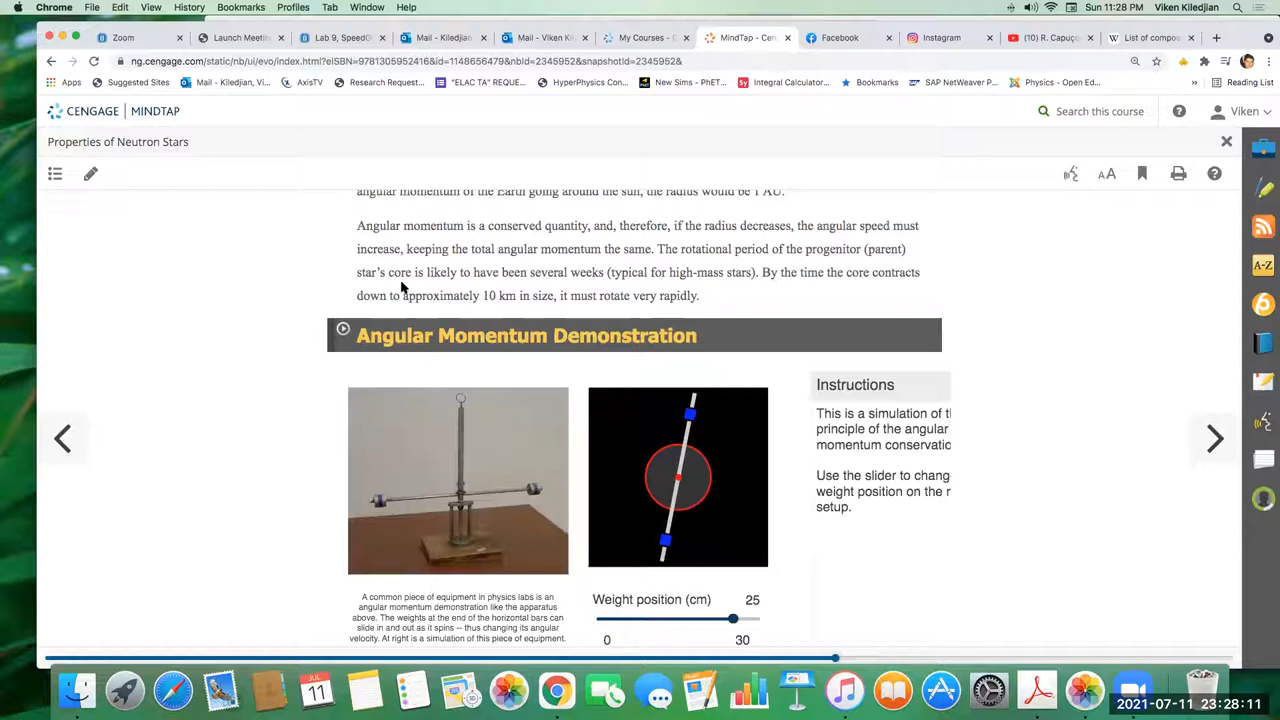 Chrome File Edit View History Bookmarks Profiles Tab Window Help Sun 11:28 PM Viken Kiledjian
Zoom Launch Meetin Lab 9, SpeedO Mail - Kiledjian Mail - Viken Ki My Courses - C MindTap - Cen Facebook Instagram (10) R. Capuço List of compos
ng.cengage.com/static/nb/ui/evo/index.html?eISBN=9781305952416&id=1148656479&nbId=2345952&snapshotId=2345952&
Apps Suggested Sites Mail - Kiledjian, Vi... AxisTV Research Request... "ELAC TA" REQUE... HyperPhysics Con... New Sims - PhET... Integral Calculator... Bookmarks SAP NetWeaver P... Physics - Open Ed... » Reading List
CENGAGE | MINDTAP Search this course Viken
Properties of Neutron Stars
AA
angular momentum of the Earth going around the sun, the radius would be 1 AU.
Angular momentum is a conserved quantity, and, therefore, if the radius decreases, the angular speed must
increase, keeping the total angular momentum the same. The rotational period of the progenitor (parent)
star's core is likely to have been several weeks (typical for high-mass stars). By the time the core contracts
down to approximately 10 km in size, it must rotate very rapidly.
Angular Momentum Demonstration
Instructions
This is a simulation of t
principle of the angular
momentum conservatio
Use the slider to chang
weight position on the r
setup.
A common piece of equipment in physics labs is an
angular momentum demonstration like the apparatus
above. The weights at the end of the horizontal bars can
slide in and out as it spins -- thus changing its angular
velocity. At right is a simulation of this piece of equipment.
Weight position (cm) 25
0 30
A-Z
JUL
11
2021-07-11 23:28:11